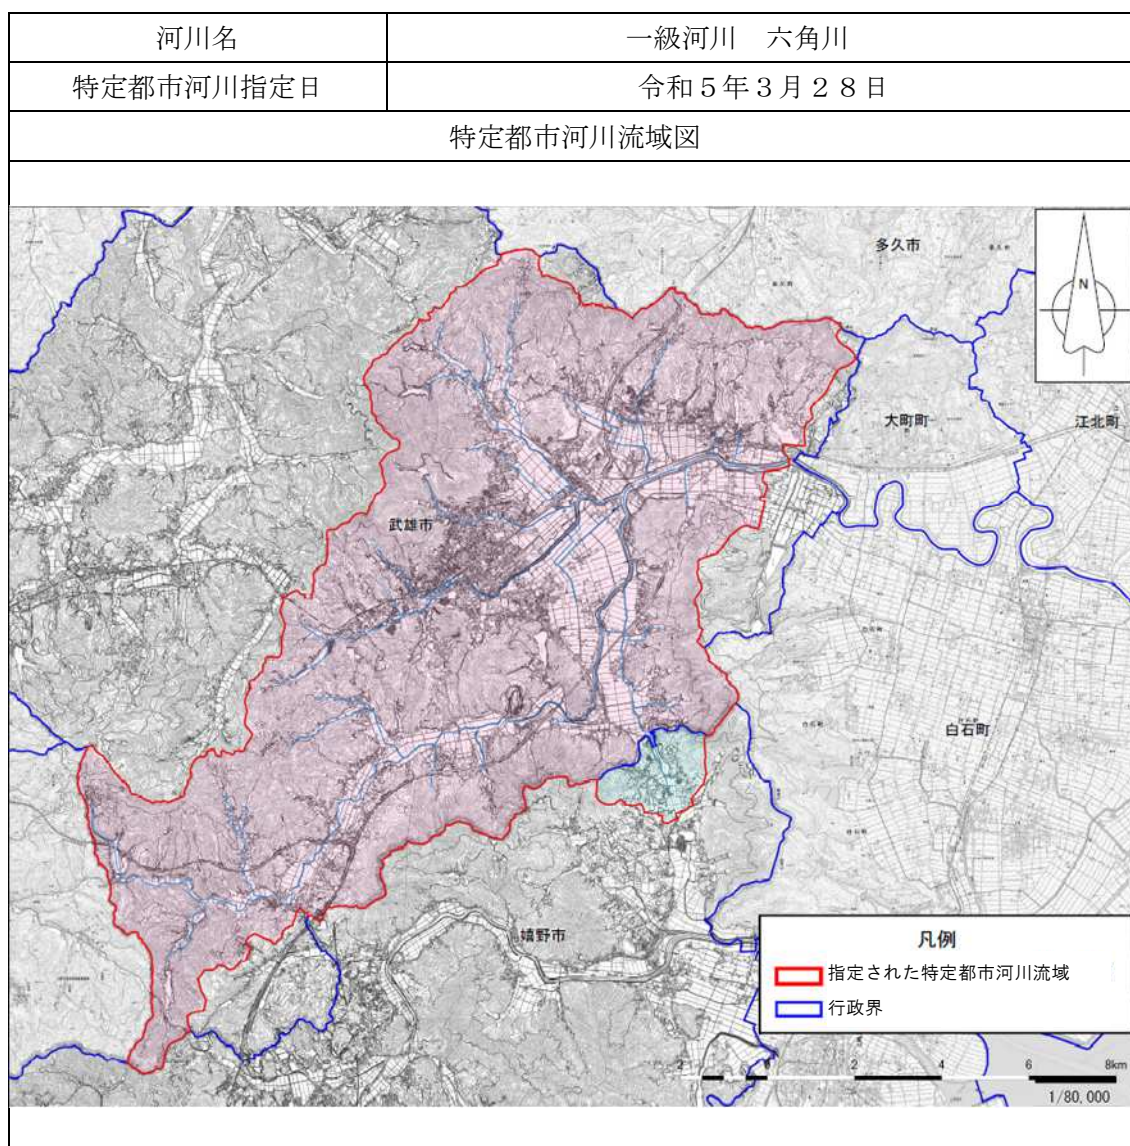 河川名
一級河川　六角川
特定都市河川指定日
令和５年３月２８日
特定都市河川流域図
多久市
N
大町町
江北町
武雄市
白石町
嬉野市
凡例
指定された特定都市河川流域
行政界
2 0 2 4 6 8km
1/80,000